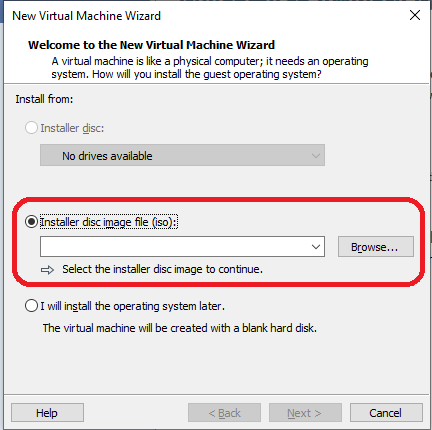 New Virtual Machine Wizard
Welcome to the New Virtual Machine Wizard
A virtual machine is like a physical computer; it needs an operating
system. How will you install the guest operating system?
Install from:
Installer disc:
No drives available
Installer disc image file (iso):
Browse...
Select the installer disc image to continue.
I will install the operating system later.
The virtual machine will be created with a blank hard disk.
Help
< Back
Next >
Cancel